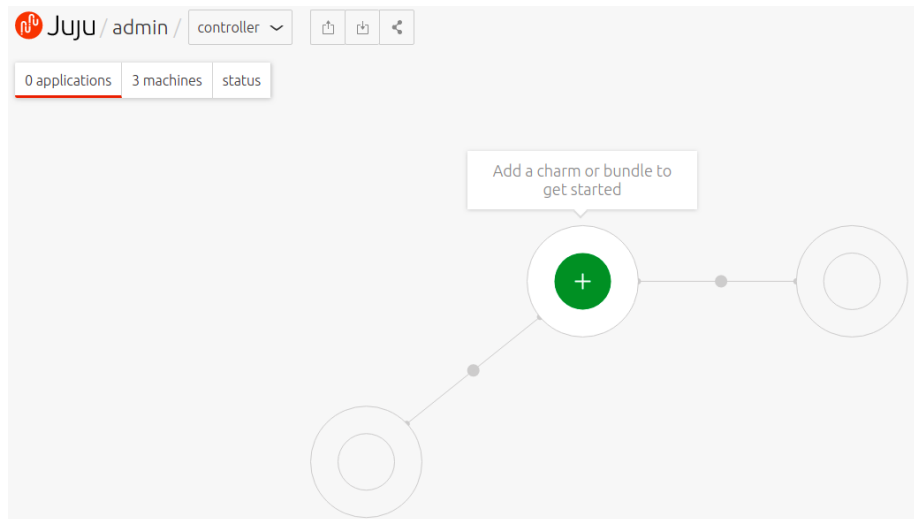 Juju / admin / controller
0 applications 3 machines status
Add a charm or bundle to
get started